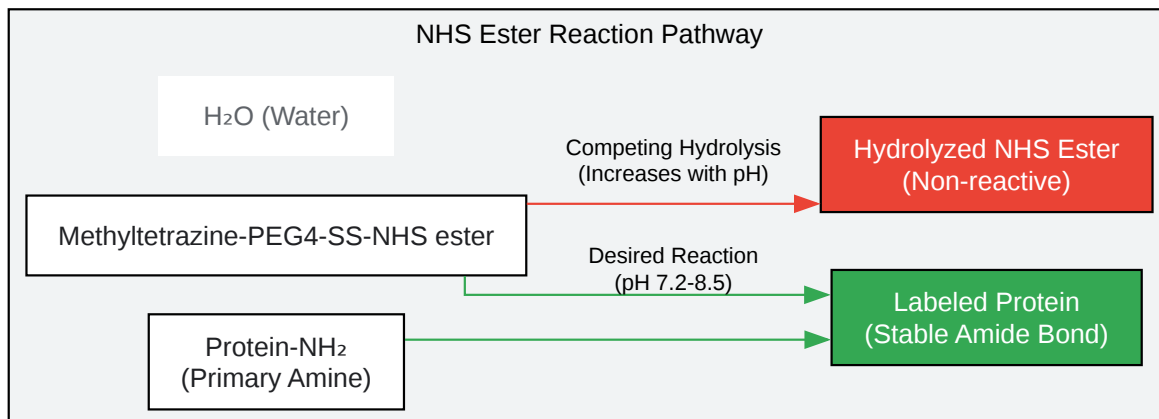 NHS Ester Reaction Pathway
H₂O (Water)
Competing Hydrolysis
(Increases with pH)
Hydrolyzed NHS Ester
(Non-reactive)
Methyltetrazine-PEG4-SS-NHS ester
Desired Reaction
(pH 7.2-8.5)
Labeled Protein
(Stable Amide Bond)
Protein-NH₂
(Primary Amine)